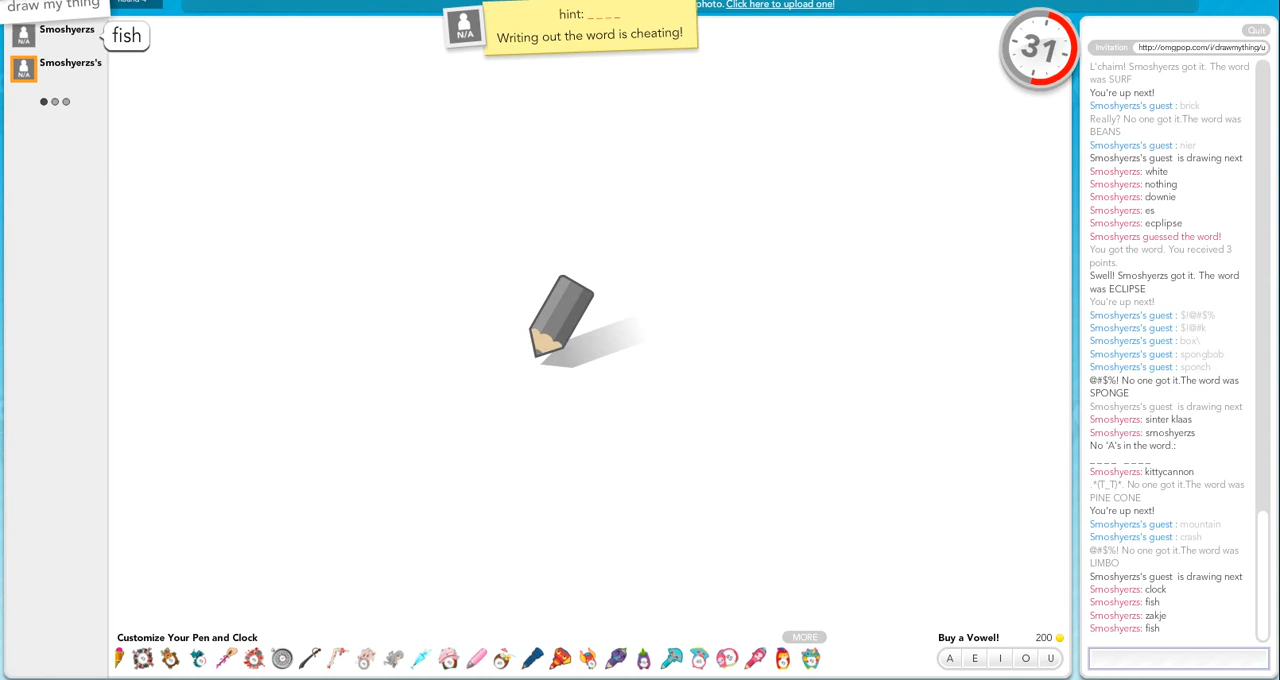 draw my thing
photo. Click here to upload one!
hint: _ _ _ _
Writing out the word is cheating!
N/A
31
Smoshyerzs
fish
N/A
Smoshyerzs's
N/A
Quit
Invitation http://omgpop.com/i/drawmything/u
L'chaim! Smoshyerzs got it. The word
was SURF
You're up next!
Smoshyerzs's guest : brick
Really? No one got it.The word was
BEANS
Smoshyerzs's guest : nier
Smoshyerzs's guest is drawing next
Smoshyerzs: white
Smoshyerzs: nothing
Smoshyerzs: downie
Smoshyerzs: es
Smoshyerzs: ecplipse
Smoshyerzs guessed the word!
You got the word. You received 3
points.
Swell! Smoshyerzs got it. The word
was ECLIPSE
You're up next!
Smoshyerzs's guest : $!@#$%
Smoshyerzs's guest : $!@#k
Smoshyerzs's guest : box\
Smoshyerzs's guest : spongbob
Smoshyerzs's guest : sponch
@#$%! No one got it.The word was
SPONGE
Smoshyerzs's guest is drawing next
Smoshyerzs: sinter klaas
Smoshyerzs: smoshyerzs
No 'A's in the word.:
_ _ _ _  _ _ _ _
Smoshyerzs: kittycannon
.*(T_T)*. No one got it.The word was
PINE CONE
You're up next!
Smoshyerzs's guest : mountain
Smoshyerzs's guest : crash
@#$%! No one got it.The word was
LIMBO
Smoshyerzs's guest is drawing next
Smoshyerzs: clock
Smoshyerzs: fish
Smoshyerzs: zakje
Smoshyerzs: fish
Customize Your Pen and Clock
MORE
Buy a Vowel! 200
A E I O U